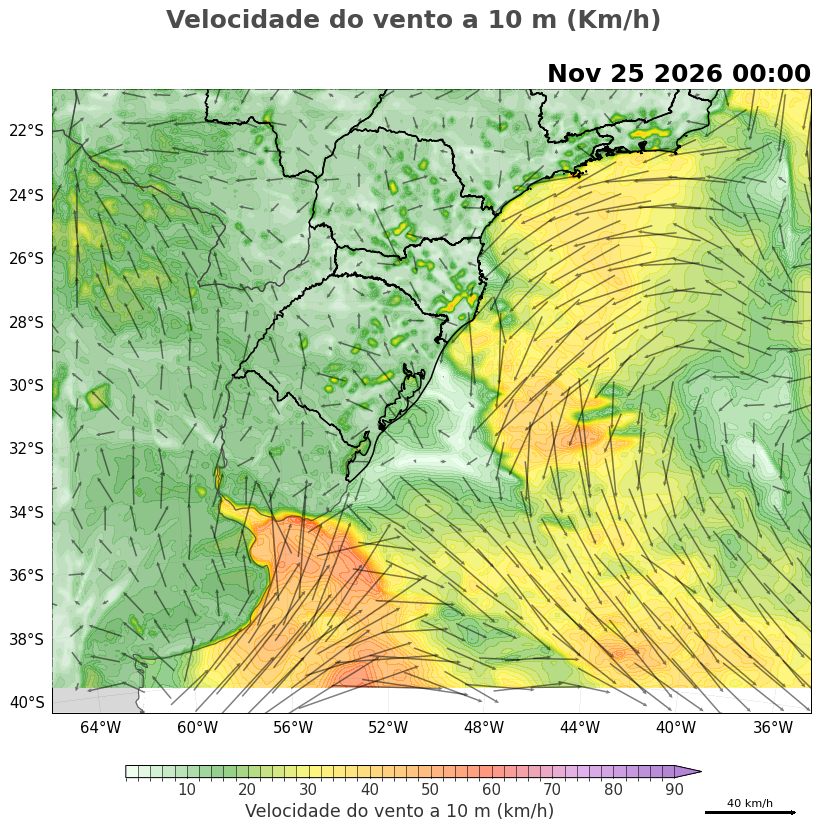 Velocidade do vento a 10 m (Km/h)
Nov 25 2026 00:00
22°S
24°S
26°S
28°S
30°S
32°S
34°S
36°S
38°S
40°S
64°W 60°W 56°W 52°W 48°W 44°W 40°W 36°W
10 20 30 40 50 60 70 80 90
Velocidade do vento a 10 m (km/h)
40 km/h